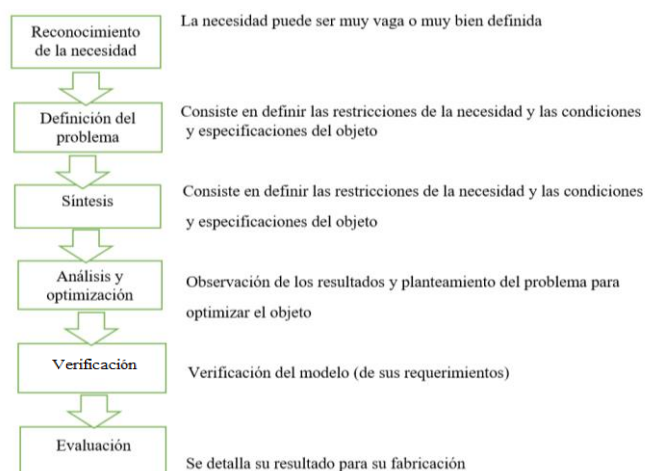 Reconocimiento
de la necesidad
La necesidad puede ser muy vaga o muy bien definida
Definición del
problema
Consiste en definir las restricciones de la necesidad y las condiciones
y especificaciones del objeto
Síntesis
Consiste en definir las restricciones de la necesidad y las condiciones
y especificaciones del objeto
Análisis y
optimización
Observación de los resultados y planteamiento del problema para
optimizar el objeto
Verificación
Verificación del modelo (de sus requerimientos)
Evaluación
Se detalla su resultado para su fabricación